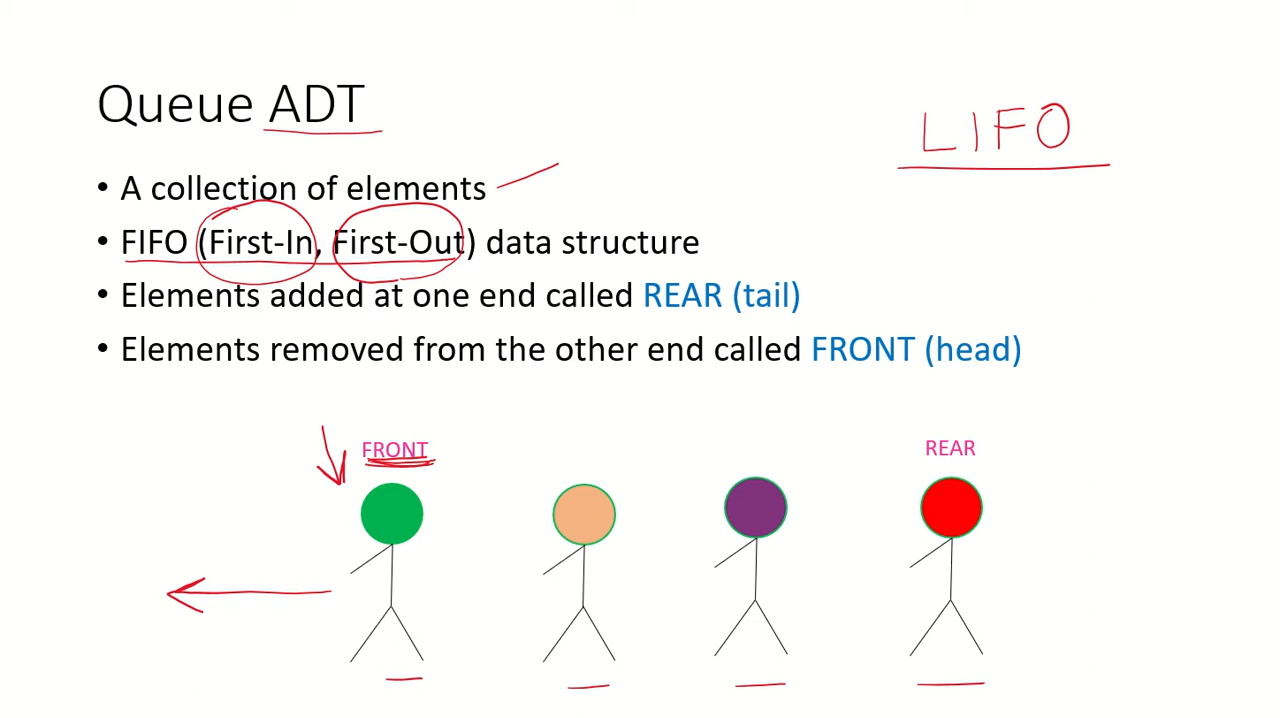 Queue ADT
LIFO
• A collection of elements
• FIFO (First-In, First-Out) data structure
• Elements added at one end called REAR (tail)
• Elements removed from the other end called FRONT (head)
FRONT
REAR